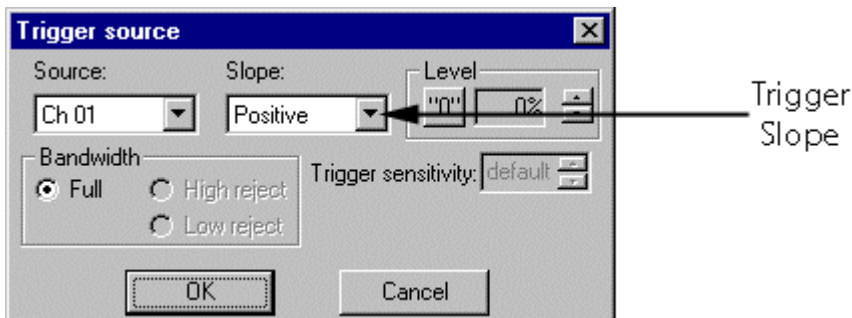 Trigger source
Source:
Slope:
Level
Ch 01
Positive
"0"
0%
Trigger
Slope
Bandwidth
Full
High reject
Low reject
Trigger sensitivity:
default
OK
Cancel